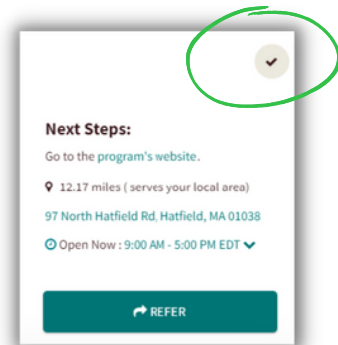 Next Steps:
Go to the program's website.
12.17 miles ( serves your local area)
97 North Hatfield Rd, Hatfield, MA 01038
Open Now : 9:00 AM - 5:00 PM EDT
REFER